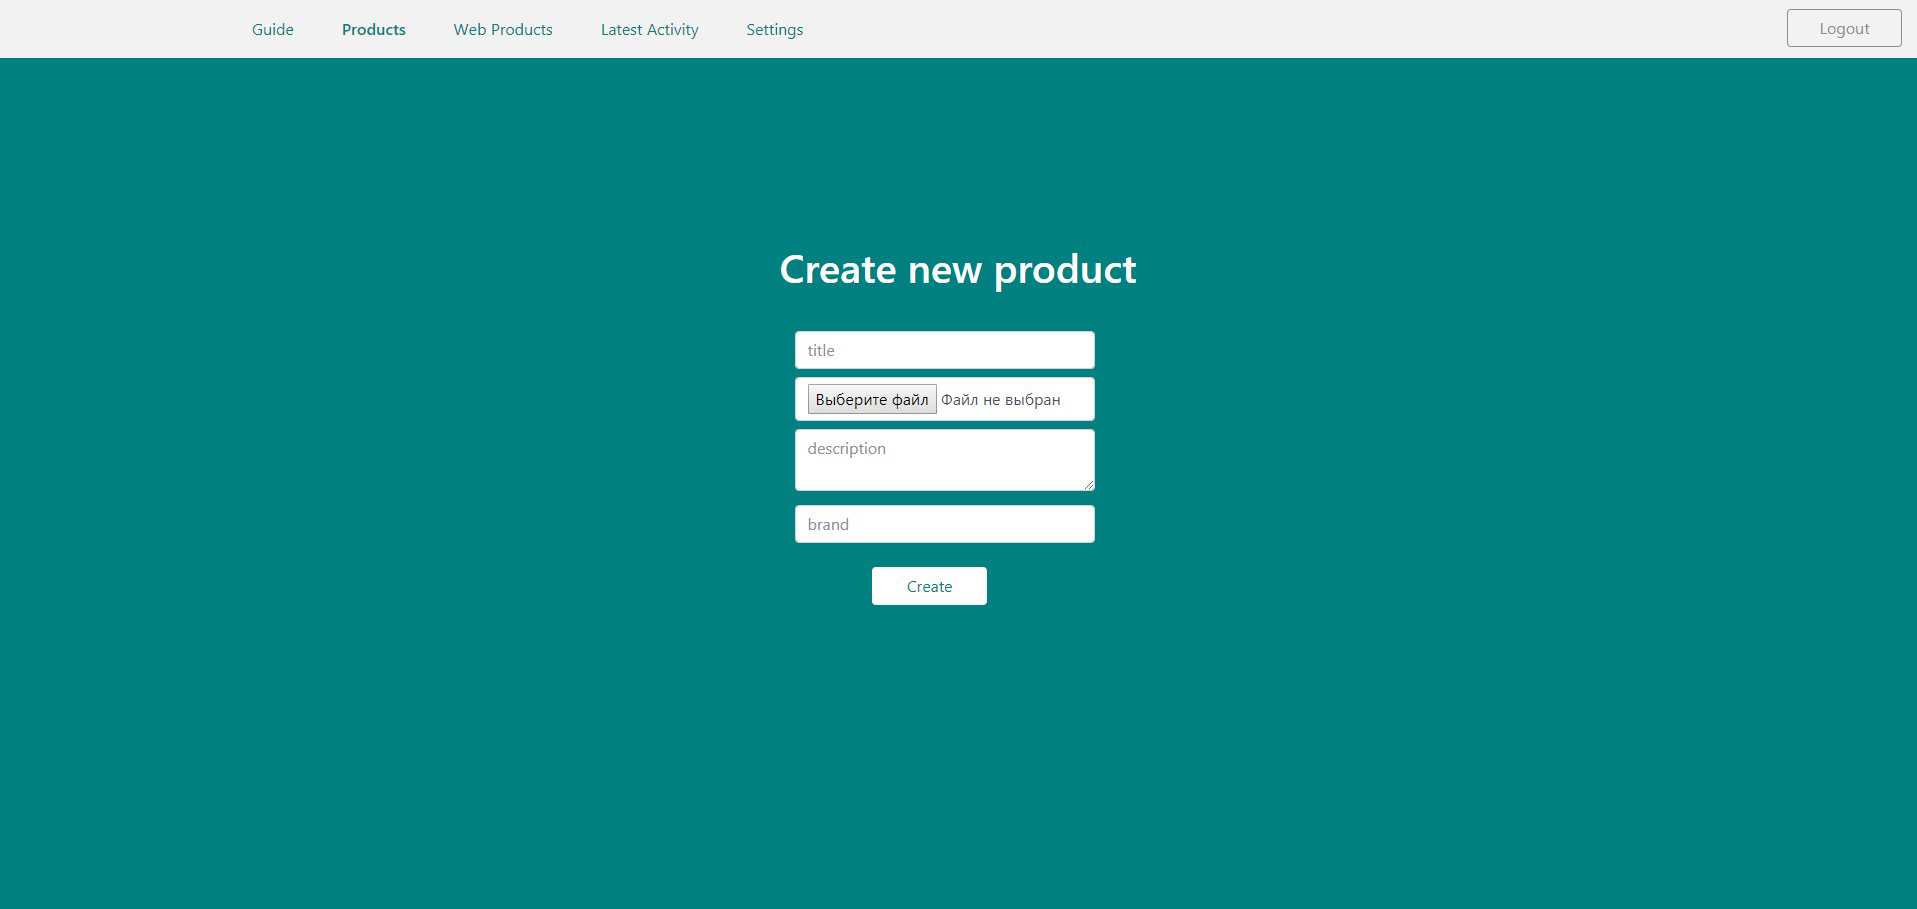 Guide Products Web Products Latest Activity Settings Logout
Create new product
title
Выберите файл Файл не выбран
description
brand
Create